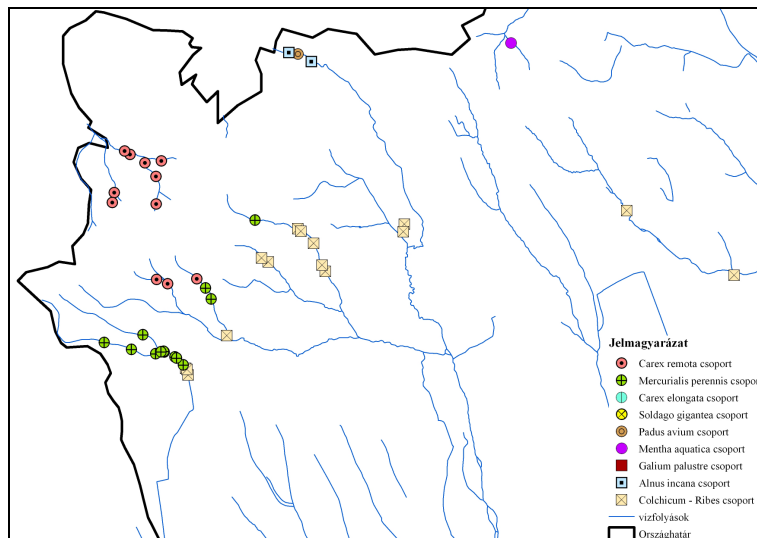 Jelmagyarázat
Carex remota csoport
Mercurialis perennis csoport
Carex elongata csoport
Soldago gigantea csoport
Padus avium csoport
Mentha aquatica csoport
Galium palustre csoport
Alnus incana csoport
Colchicum - Ribes csoport
vízfolyások
Országhatár